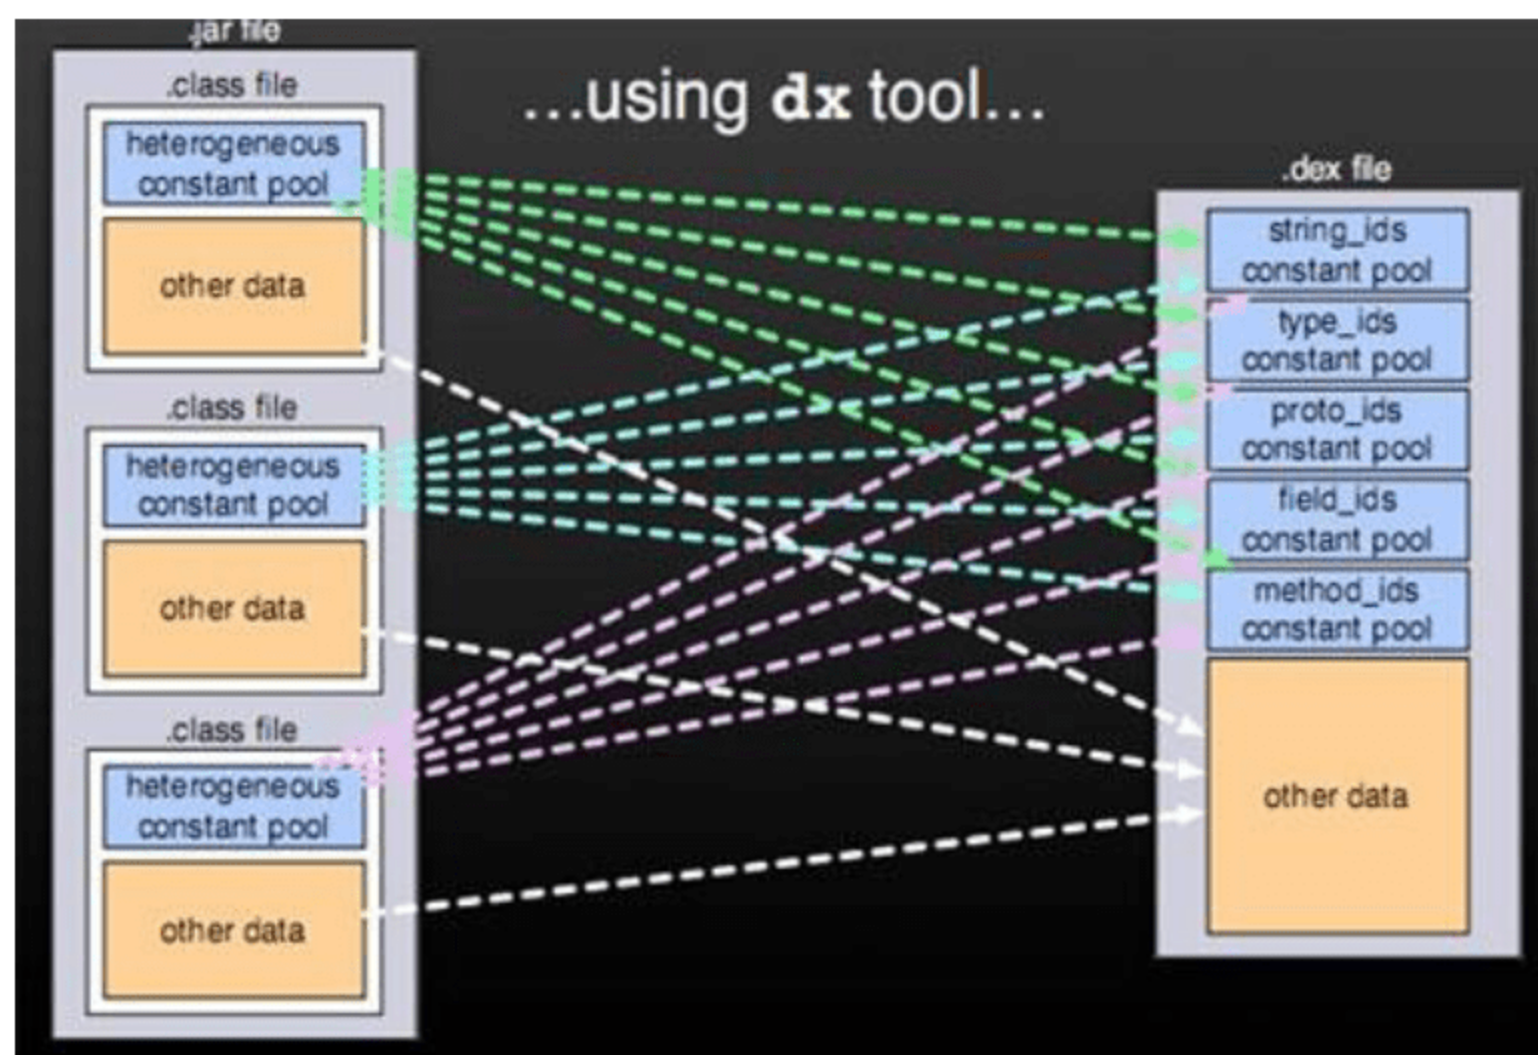 .jar file
.class file
heterogeneous
constant pool
other data
.class file
heterogeneous
constant pool
other data
.class file
heterogeneous
constant pool
other data
...using dx tool...
.dex file
string_ids
constant pool
type_ids
constant pool
proto_ids
constant pool
field_ids
constant pool
method_ids
constant pool
other data